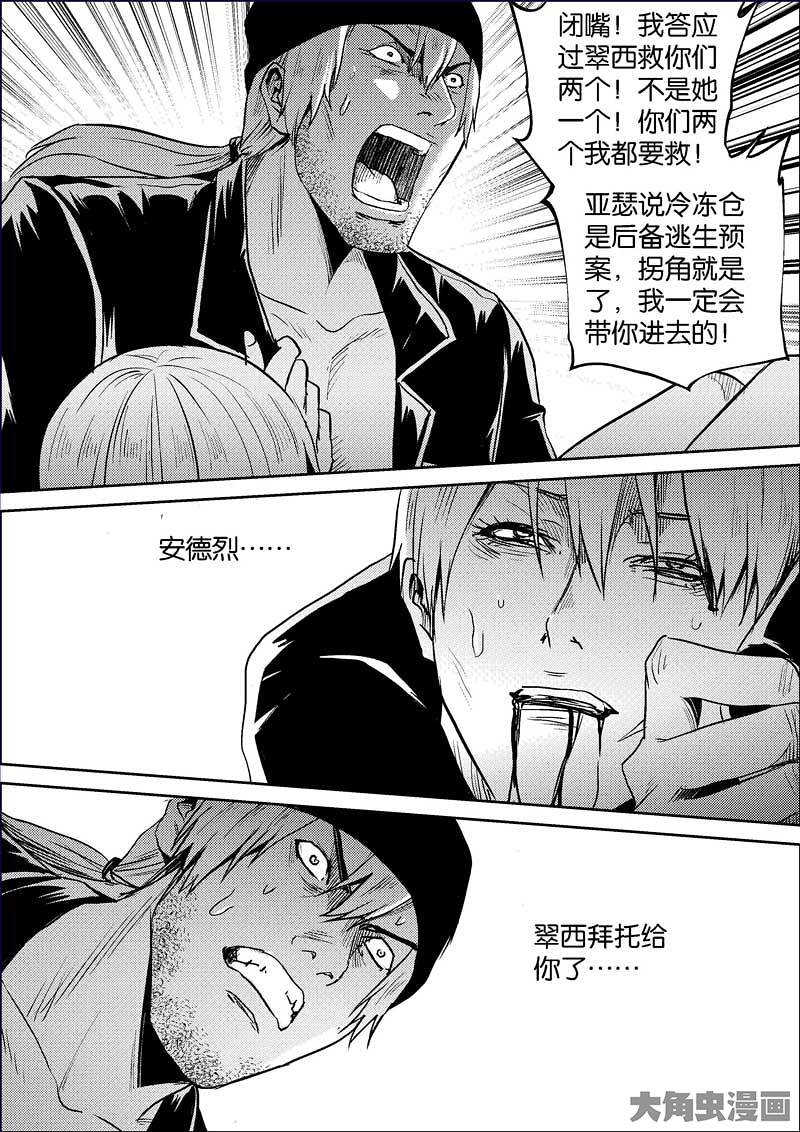 闭嘴！我答应
过翠西救你们
两个！不是她
一个！你们两
个我都要救！
亚瑟说冷冻仓
是后备逃生预
案，拐角就是
了，我一定会
带你进去的！
安德烈……
翠西拜托给
你了……
大角虫漫画